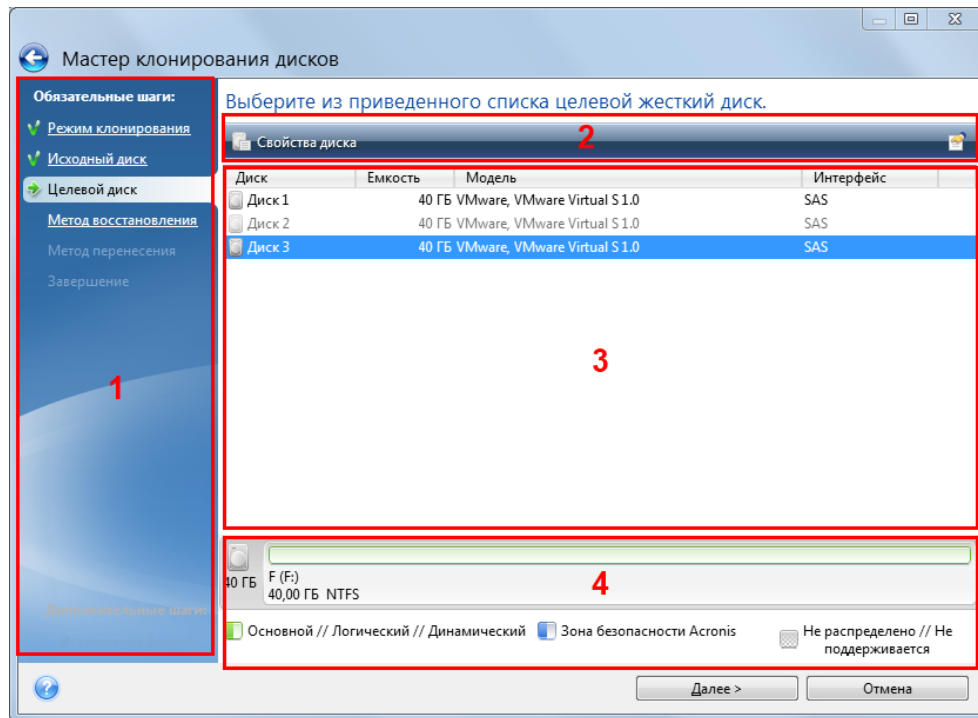 Мастер клонирования дисков
Обязательные шаги:
Режим клонирования
Исходный диск
Целевой диск
Метод восстановления
Метод перенесения
Завершение
1
Выберите из приведенного списка целевой жесткий диск.
Свойства диска
2
Диск Емкость Модель Интерфейс
Диск 1 40 ГБ VMware, VMware Virtual S 1.0 SAS
Диск 2 40 ГБ VMware, VMware Virtual S 1.0 SAS
Диск 3 40 ГБ VMware, VMware Virtual S 1.0 SAS
3
40 ГБ
F (F:)
40,00 ГБ NTFS
4
Основной // Логический // Динамический
Зона безопасности Acronis
Не распределено // Не
поддерживается
Далее >
Отмена